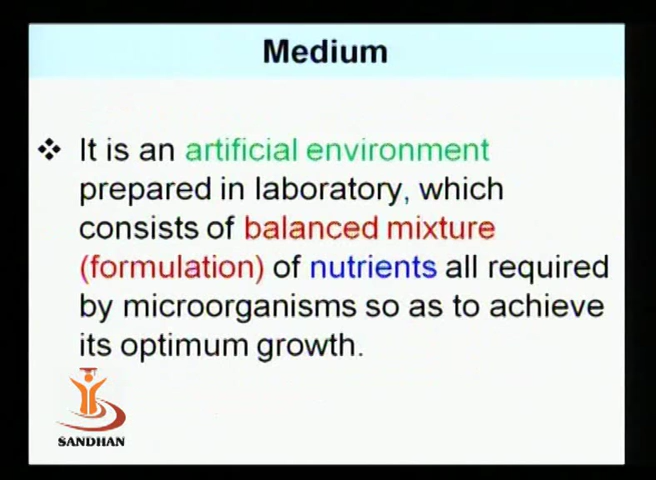 Medium
❖ It is an artificial environment
prepared in laboratory, which
consists of balanced mixture
(formulation) of nutrients all required
by microorganisms so as to achieve
its optimum growth.
SANDHAN